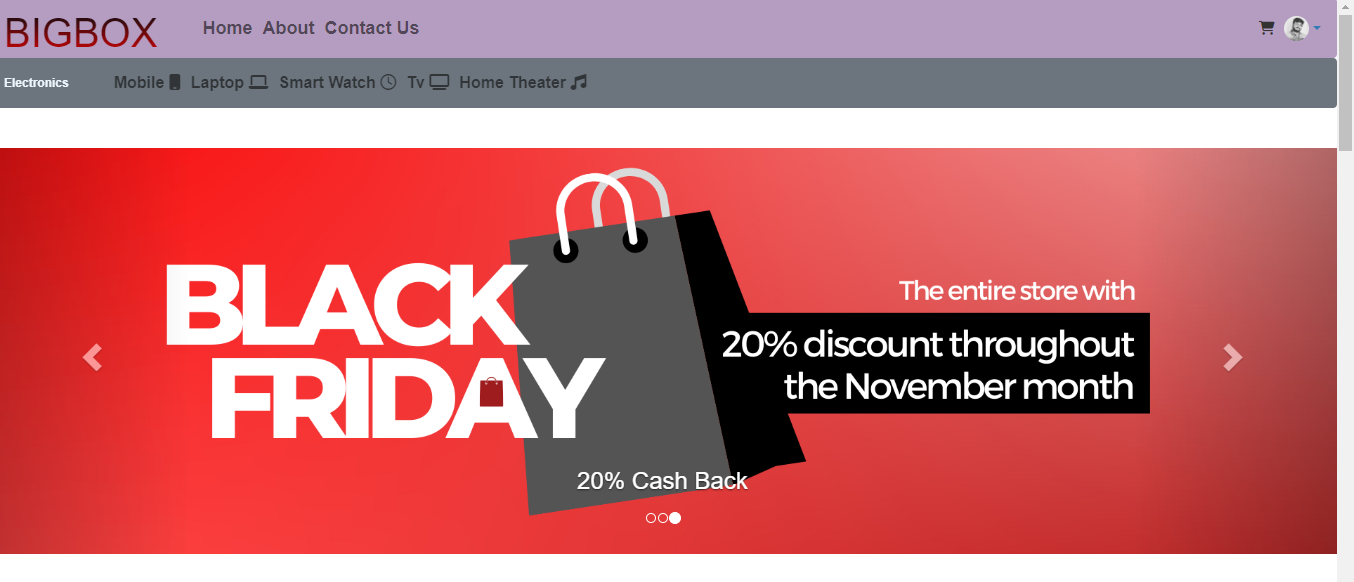 BIGBOX Home About Contact Us
Electronics Mobile Laptop Smart Watch Tv Home Theater
BLACK
FRIDAY
The entire store with
20% discount throughout
the November month
20% Cash Back